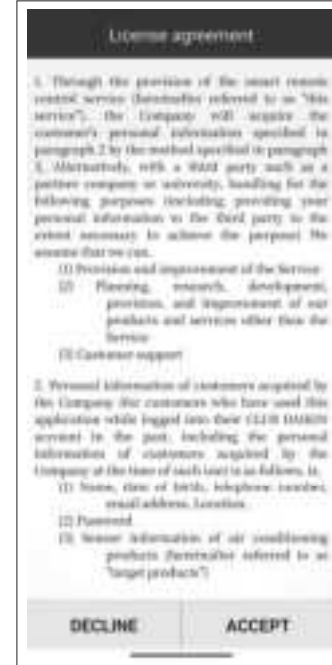 License agreement
1. Through the provision of the smart remote
control service (hereinafter referred to as "this
service"), the Company will acquire the
customer's personal information specified in
paragraph 2 by the method specified in paragraph
3. Alternatively, with a third party such as a
partner company or university, handling for the
following purposes (including providing your
personal information to the third party to the
extent necessary to achieve the purpose) We
assume that we can.
(1) Provision and improvement of the Service
(2) Planning, research, development,
provision, and improvement of our
products and services other than the
Service
(3) Customer support
2. Personal information of customers acquired by
the Company (for customers who have used this
application while logged into their CLUB DAIKIN
account in the past, including the personal
information of customers acquired by the
Company at the time of such use) is as follows. is.
(1) Name, date of birth, telephone number,
email address, Location
(2) Password
(3) Sensor information of air conditioning
products (hereinafter referred to as
"target products")
DECLINE
ACCEPT